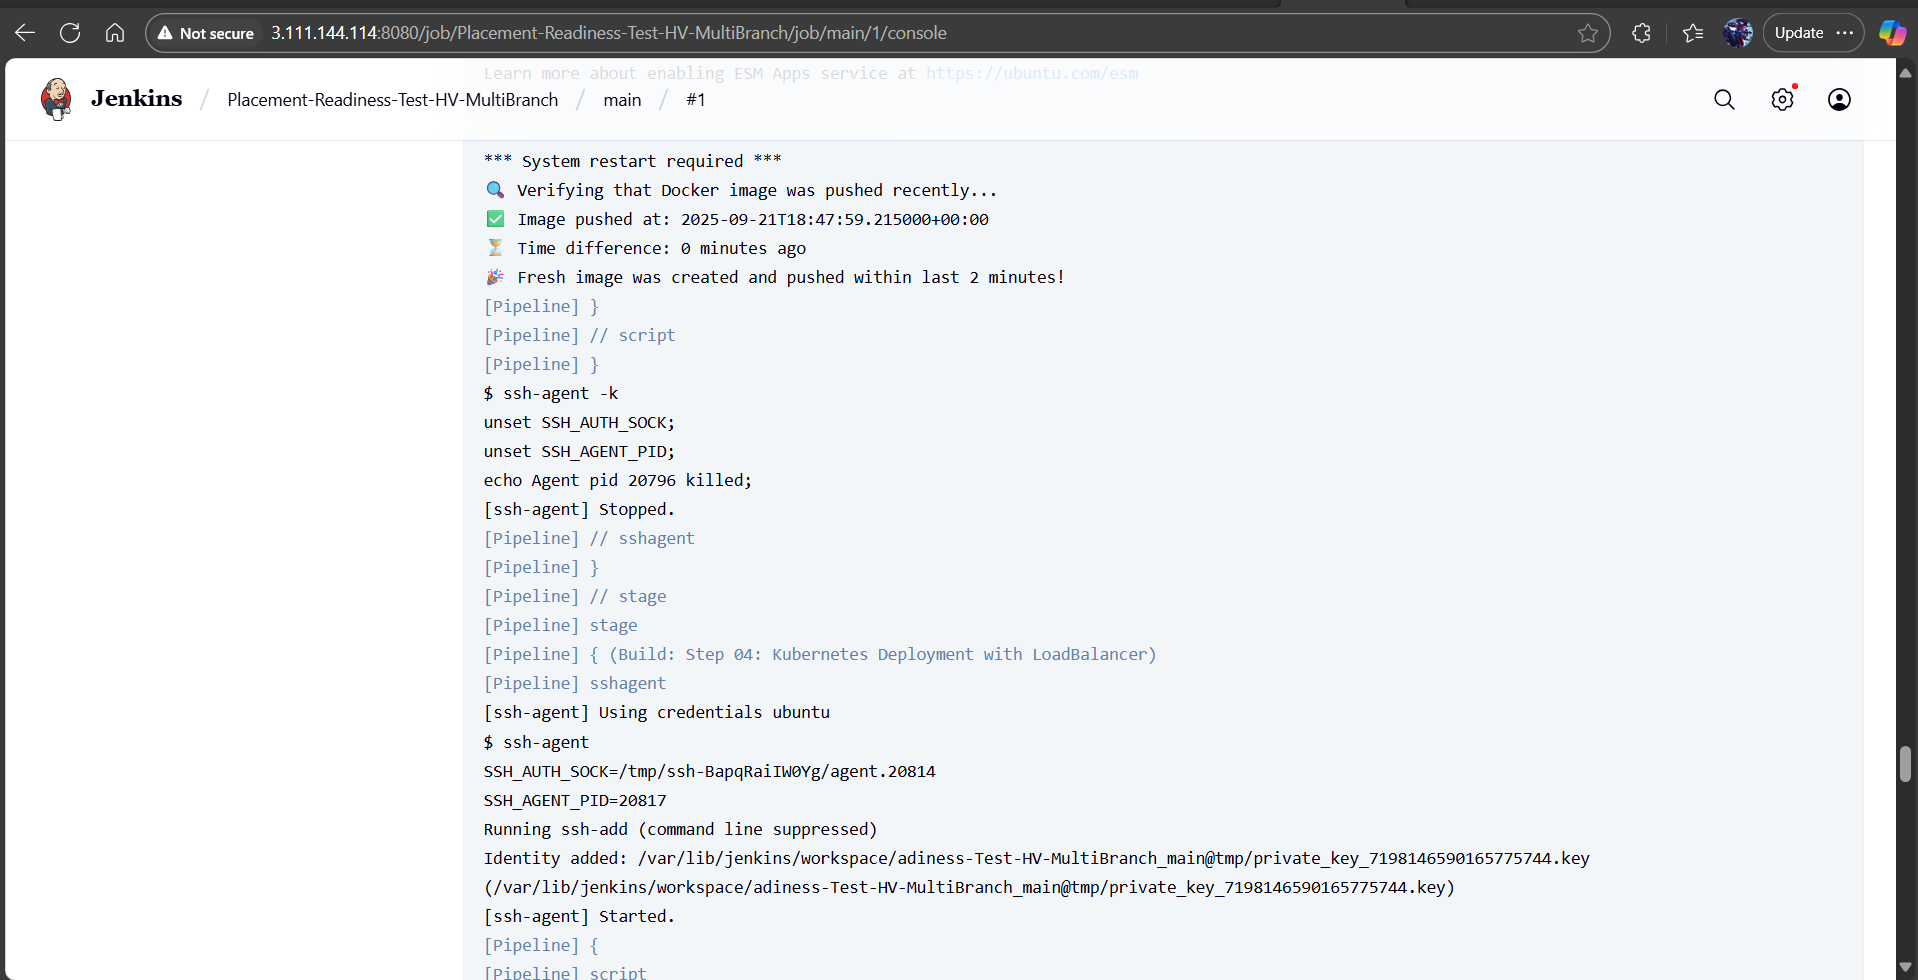 Not secure 3.111.144.114:8080/job/Placement-Readiness-Test-HV-MultiBranch/job/main/1/console
Update
Learn more about enabling ESM Apps service at https://ubuntu.com/esm
Jenkins / Placement-Readiness-Test-HV-MultiBranch / main / #1
*** System restart required ***
🔍 Verifying that Docker image was pushed recently...
✅ Image pushed at: 2025-09-21T18:47:59.215000+00:00
⏳ Time difference: 0 minutes ago
🎉 Fresh image was created and pushed within last 2 minutes!
[Pipeline] }
[Pipeline] // script
[Pipeline] }
$ ssh-agent -k
unset SSH_AUTH_SOCK;
unset SSH_AGENT_PID;
echo Agent pid 20796 killed;
[ssh-agent] Stopped.
[Pipeline] // sshagent
[Pipeline] }
[Pipeline] // stage
[Pipeline] stage
[Pipeline] { (Build: Step 04: Kubernetes Deployment with LoadBalancer)
[Pipeline] sshagent
[ssh-agent] Using credentials ubuntu
$ ssh-agent
SSH_AUTH_SOCK=/tmp/ssh-BapqRaiIW0Yg/agent.20814
SSH_AGENT_PID=20817
Running ssh-add (command line suppressed)
Identity added: /var/lib/jenkins/workspace/adiness-Test-HV-MultiBranch_main@tmp/private_key_7198146590165775744.key
(/var/lib/jenkins/workspace/adiness-Test-HV-MultiBranch_main@tmp/private_key_7198146590165775744.key)
[ssh-agent] Started.
[Pipeline] {
[Pipeline] script